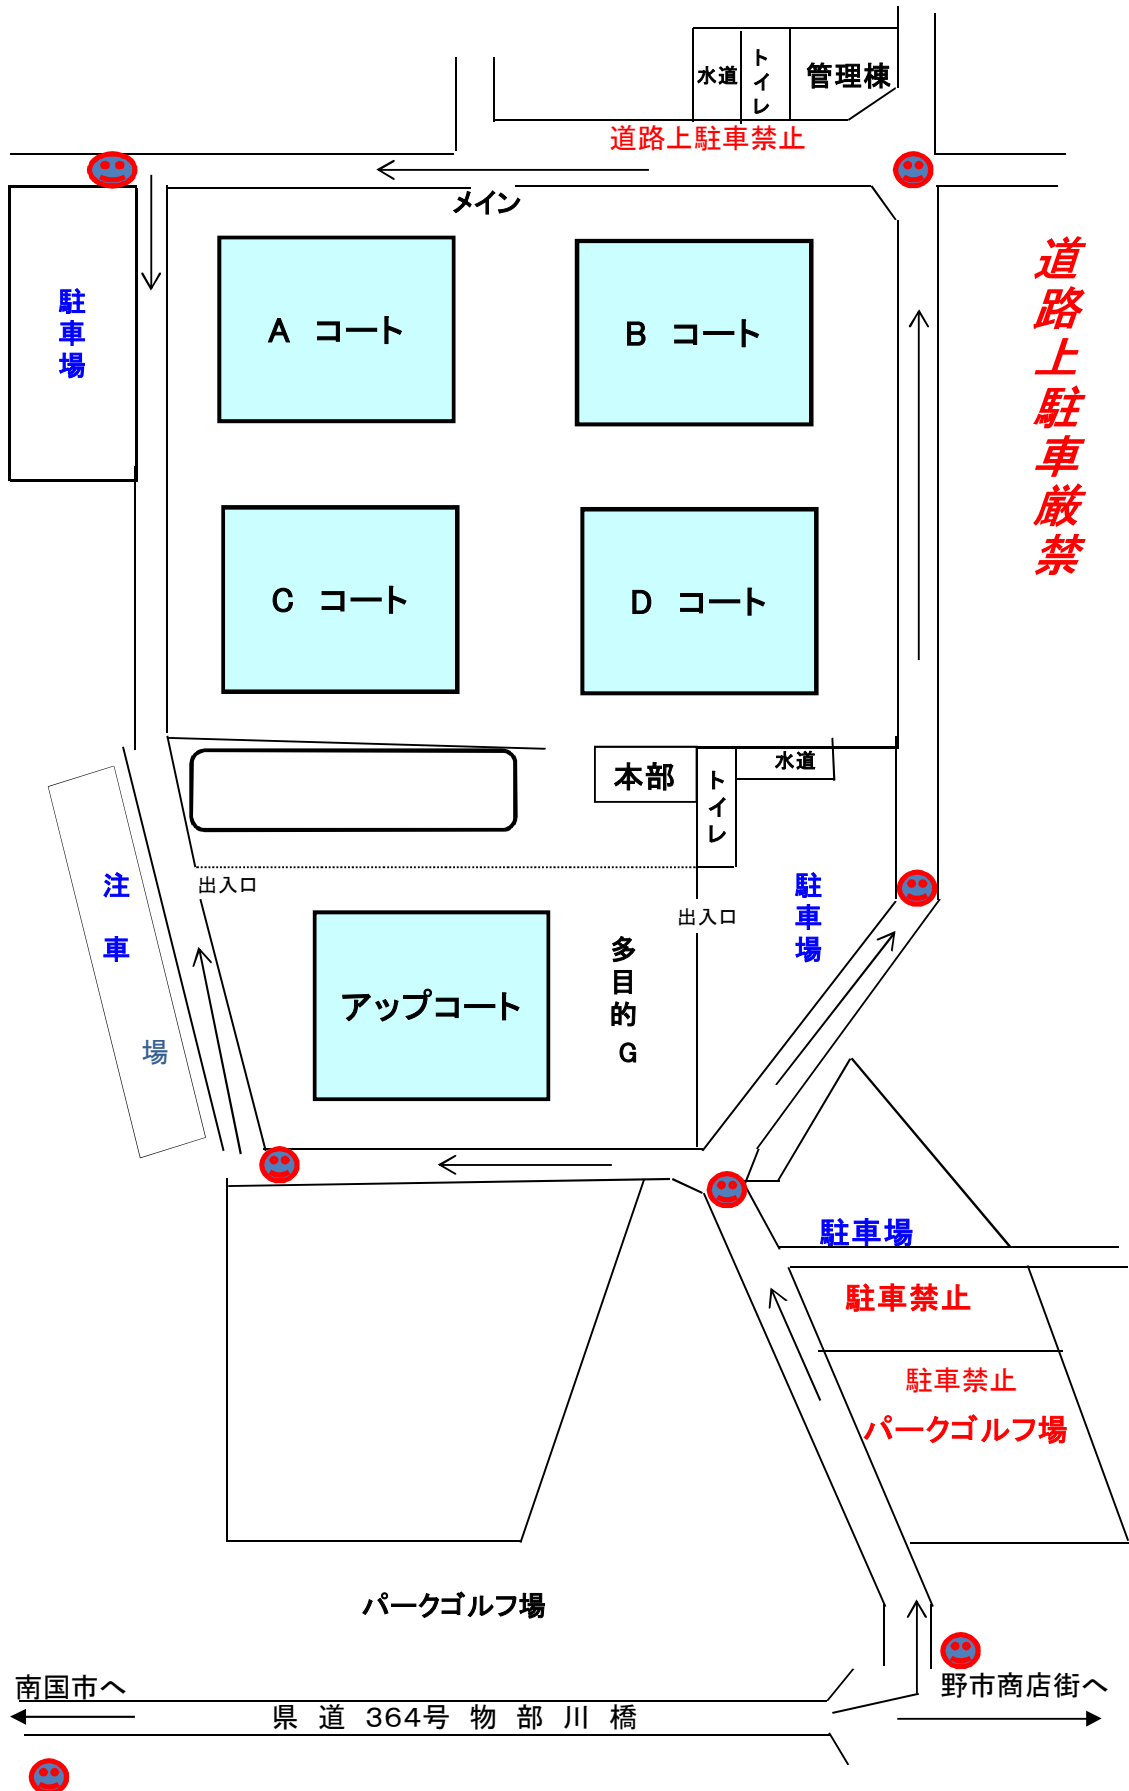 水道
トイレ
管理棟
道路上駐車禁止
メイン
駐車場
A コート
B コート
道路上駐車厳禁
C コート
D コート
本部
トイレ
水道
注車
場
出入口
出入口
駐車場
アップコート
多目的G
駐車場
駐車禁止
駐車禁止
パークゴルフ場
パークゴルフ場
南国市へ
野市商店街へ
県 道 364号 物 部 川 橋